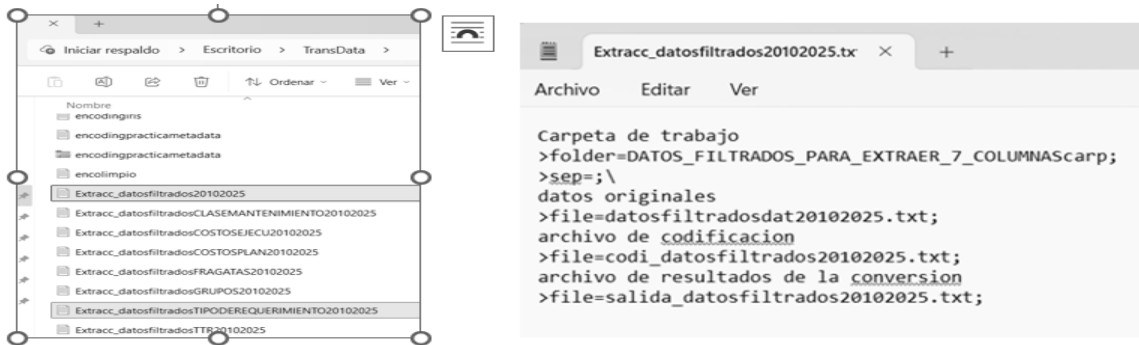 Iniciar respaldo > Escritorio > TransData >
Ordenar
Ver
Nombre
encodingiris
encodingpracticametadata
encodingpracticametadata
encolimpio
Extracc_datosfiltrados20102025
Extracc_datosfiltradosCLASEMANTENIMIENTO20102025
Extracc_datosfiltradosCOSTOSEJECU20102025
Extracc_datosfiltradosCOSTOSPLAN20102025
Extracc_datosfiltradosFRAGATAS20102025
Extracc_datosfiltradosGRUPOS20102025
Extracc_datosfiltradosTIPODEREQUERIMIENTO20102025
Extracc_datosfiltradosTTR20102025
Extracc_datosfiltrados20102025.tx
Archivo Editar Ver
Carpeta de trabajo
>folder=DATOS_FILTRADOS_PARA_EXTRAER_7_COLUMNAScarp;
>sep=;\
datos originales
>file=datosfiltradosdat20102025.txt;
archivo de codificacion
>file=codi_datosfiltrados20102025.txt;
archivo de resultados de la conversion
>file=salida_datosfiltrados20102025.txt;